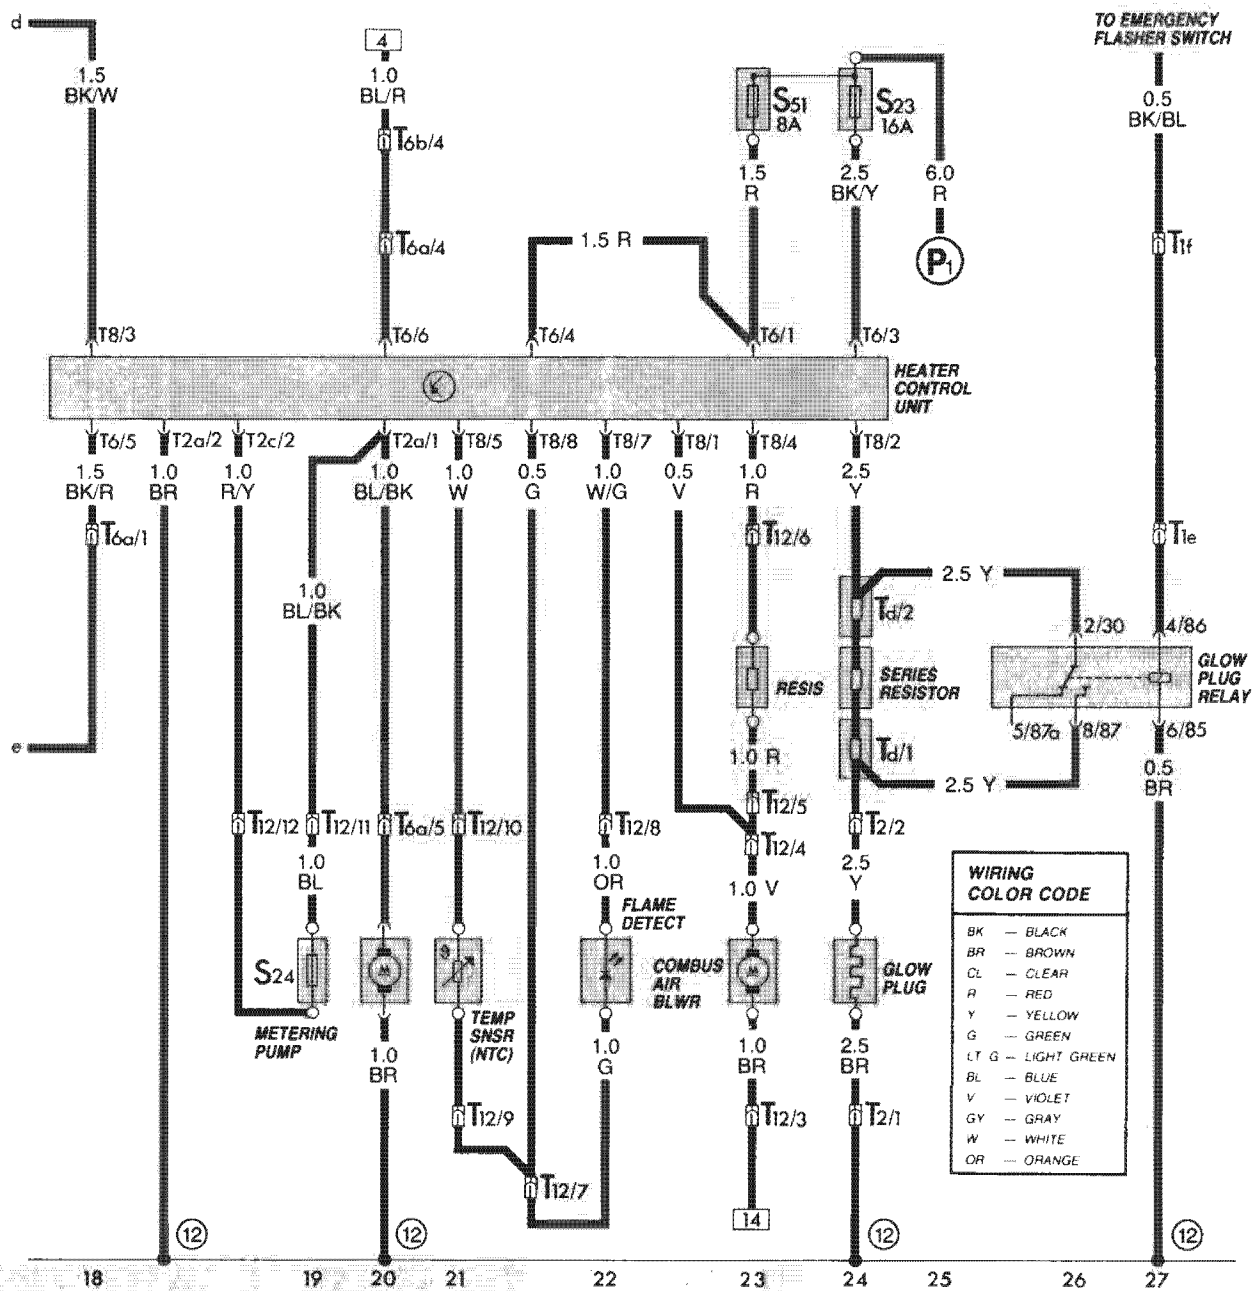 d
TO EMERGENCY
FLASHER SWITCH
4
1.5
BK/W
1.0
BL/R
S51
8A
S23
16A
0.5
BK/BL
T6b/4
1.5
R
2.5
BK/Y
6.0
R
T6a/4
1.5 R
P1
T1f
T8/3
T6/6
T6/4
T6/1
T6/3
HEATER
CONTROL
UNIT
T6/5
T2a/2
T2c/2
T2a/1
T8/5
T8/8
T8/7
T8/1
T8/4
T8/2
1.5
BK/R
1.0
BR
1.0
R/Y
1.0
BL/BK
1.0
W
0.5
G
1.0
W/G
0.5
V
1.0
R
2.5
Y
T6a/1
T12/6
T1e
1.0
BL/BK
2.5 Y
Td/2
2/30
4/86
RESIS
SERIES
RESISTOR
GLOW
PLUG
RELAY
e
5/87a
8/87
6/85
1.0 R
Td/1
2.5 Y
0.5
BR
T12/5
T12/12
T12/11
T6a/5
T12/10
T12/8
T12/4
T2/2
1.0
BL
1.0
OR
1.0 V
2.5
Y
FLAME
DETECT
S24
M
θ
COMBUS
AIR
BLWR
M
GLOW
PLUG
METERING
PUMP
TEMP
SNSR
(NTC)
1.0
BR
1.0
G
1.0
BR
2.5
BR
T12/9
T12/3
T2/1
T12/7
14
WIRING
COLOR CODE
BK — BLACK
BR — BROWN
CL — CLEAR
R — RED
Y — YELLOW
G — GREEN
LT G — LIGHT GREEN
BL — BLUE
V — VIOLET
GY — GRAY
W — WHITE
OR — ORANGE
12
12
12
12
18
19
20
21
22
23
24
25
26
27